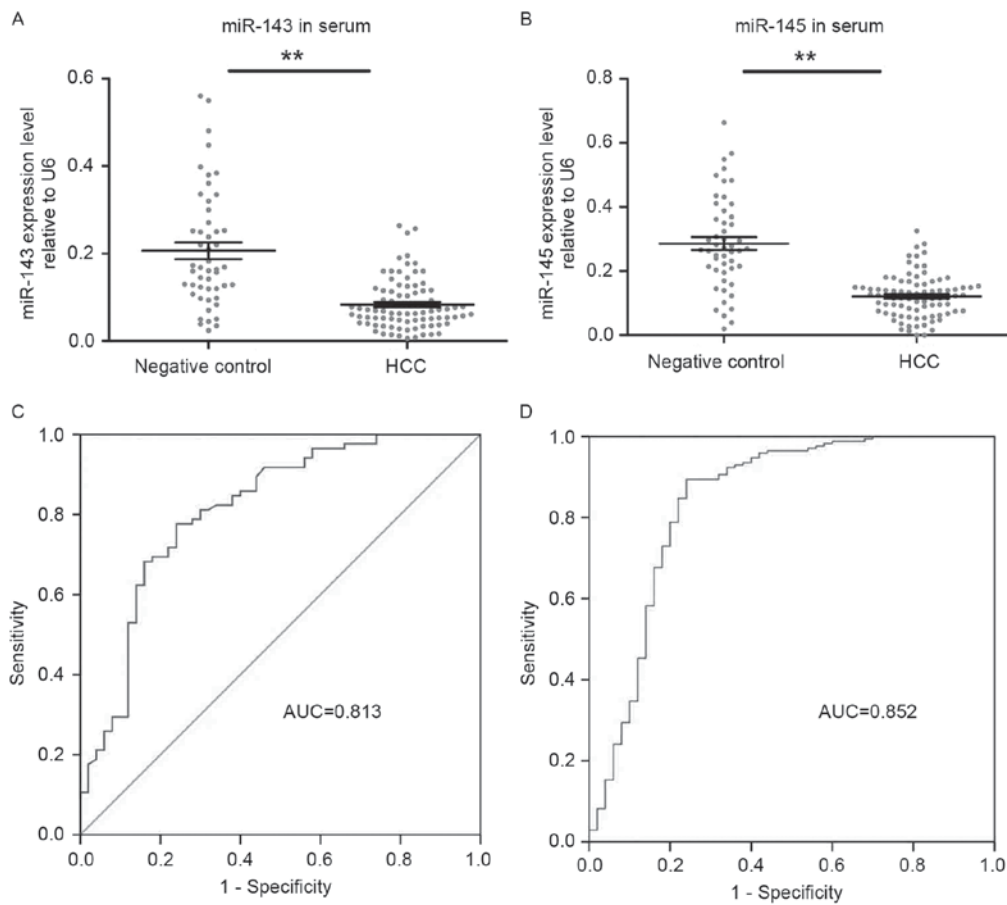 A
miR-143 in serum
**
miR-143 expression level
relative to U6
0.6
0.4
0.2
0.0
Negative control
HCC
B
miR-145 in serum
**
miR-145 expression level
relative to U6
0.8
0.6
0.4
0.2
0.0
Negative control
HCC
C
Sensitivity
1.0
0.8
0.6
0.4
0.2
0.0
AUC=0.813
0.0 0.2 0.4 0.6 0.8 1.0
1 - Specificity
D
Sensitivity
1.0
0.8
0.6
0.4
0.2
0.0
AUC=0.852
0.0 0.2 0.4 0.6 0.8 1.0
1 - Specificity